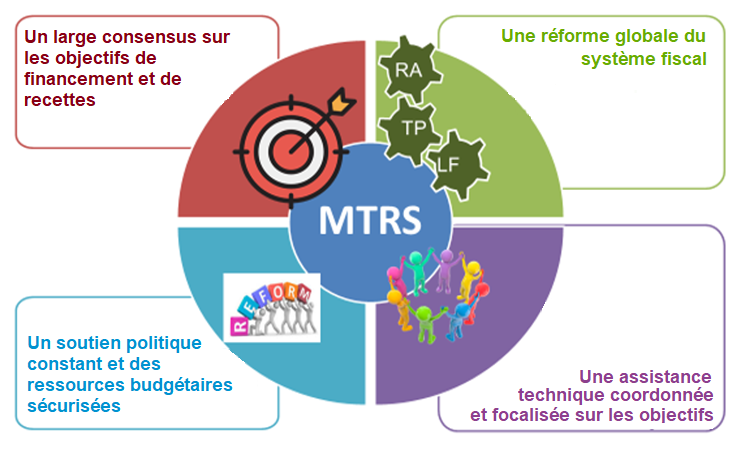 Un large consensus sur
les objectifs de
financement et de
recettes
Une réforme globale du
système fiscal
RA
TP
LF
MTRS
REFORM
Un soutien politique
constant et des
ressources budgétaires
sécurisées
Une assistance
technique coordonnée
et focalisée sur les objectifs